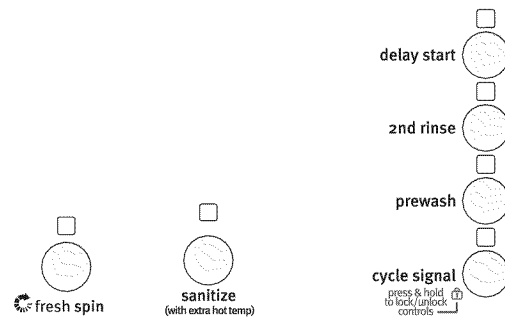 delay start
2nd rinse
prewash
cycle signal
press & hold
to lock/unlock
controls
fresh spin
sanitize
(with extra hot temp)